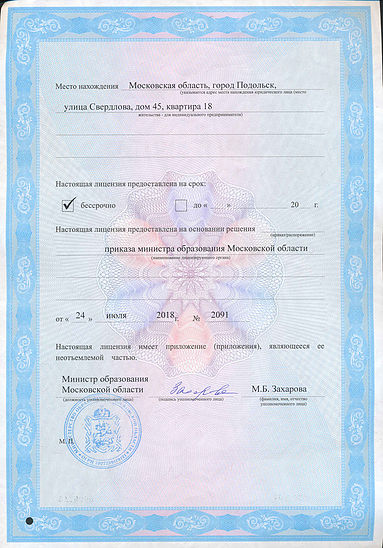 Место нахождения Московская область, город Подольск,
(указывается адрес места нахождения юридического лица (место
улица Свердлова, дом 45, квартира 18
жительства - для индивидуального предпринимателя)
Настоящая лицензия предоставлена на срок:
бессрочно до « » 20 г.
Настоящая лицензия предоставлена на основании решения
(приказ/распоряжение)
приказа министра образования Московской области
(наименование лицензирующего органа)
от « 24 » июля 2018 г. № 2091
Настоящая лицензия имеет приложение (приложения), являющееся ее
неотъемлемой частью.
Министр образования
Московской области Захарова М.Б. Захарова
(должность уполномоченного лица) (подпись уполномоченного лица) (фамилия, имя, отчество
уполномоченного лица)
М.П.